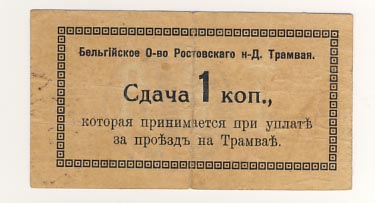 Бельгійское О-во Ростовскаго н-Д. Трамвая.
Сдача 1 коп.,
которая принимается при уплатѣ
за проѣздъ на Трамваѣ.